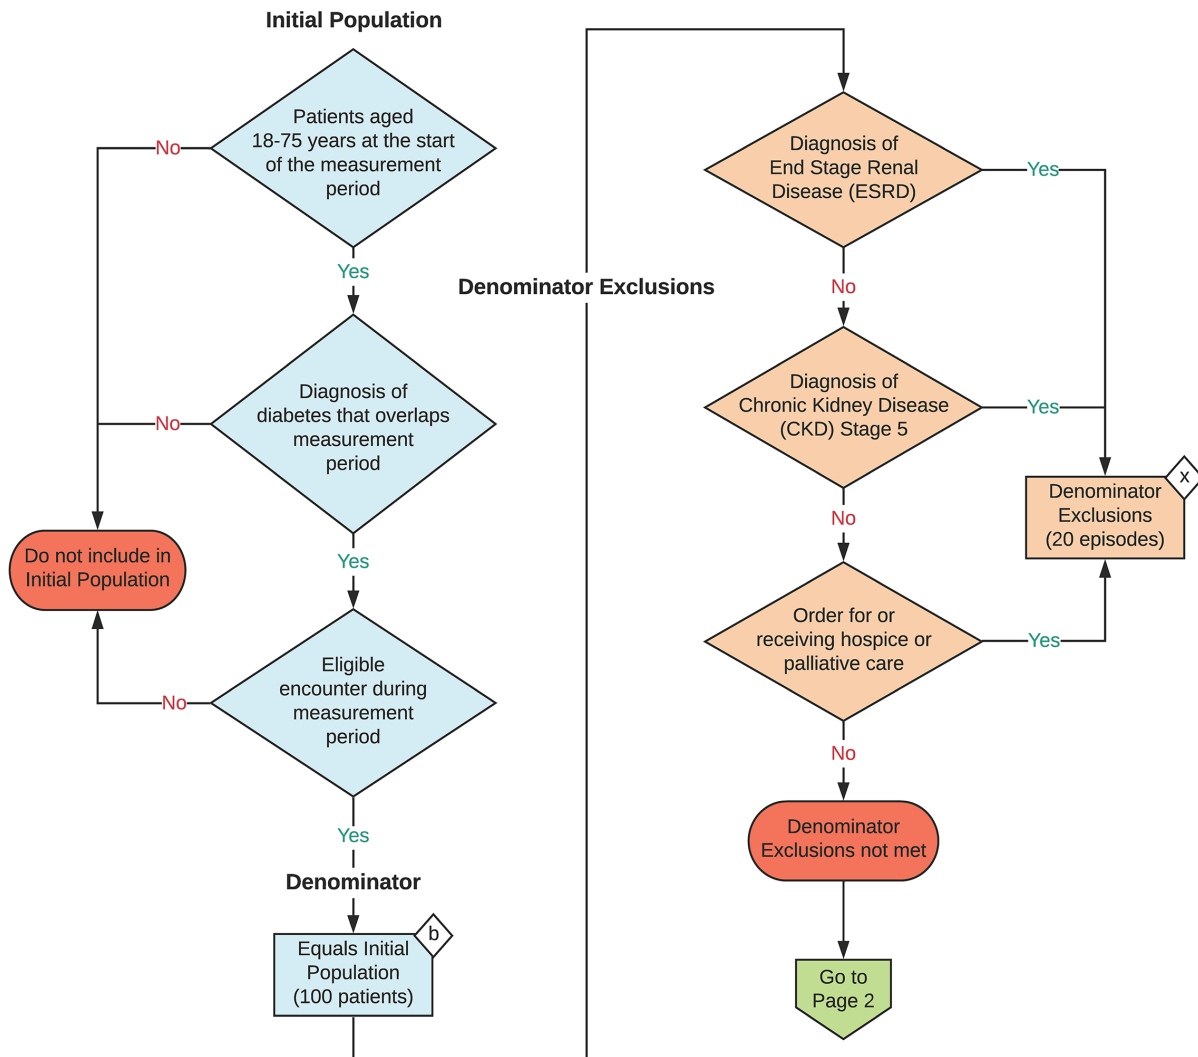 Initial Population
Patients aged
18-75 years at the start
of the measurement
period
No
Yes
Diagnosis of
diabetes that overlaps
measurement
period
No
Do not include in
Initial Population
Yes
Eligible
encounter during
measurement
period
No
Yes
Denominator
b
Equals Initial
Population
(100 patients)
Denominator Exclusions
Diagnosis of
End Stage Renal
Disease (ESRD)
Yes
No
Diagnosis of
Chronic Kidney Disease
(CKD) Stage 5
Yes
x
Denominator
Exclusions
(20 episodes)
No
Order for or
receiving hospice or
palliative care
Yes
No
Denominator
Exclusions not met
Go to
Page 2